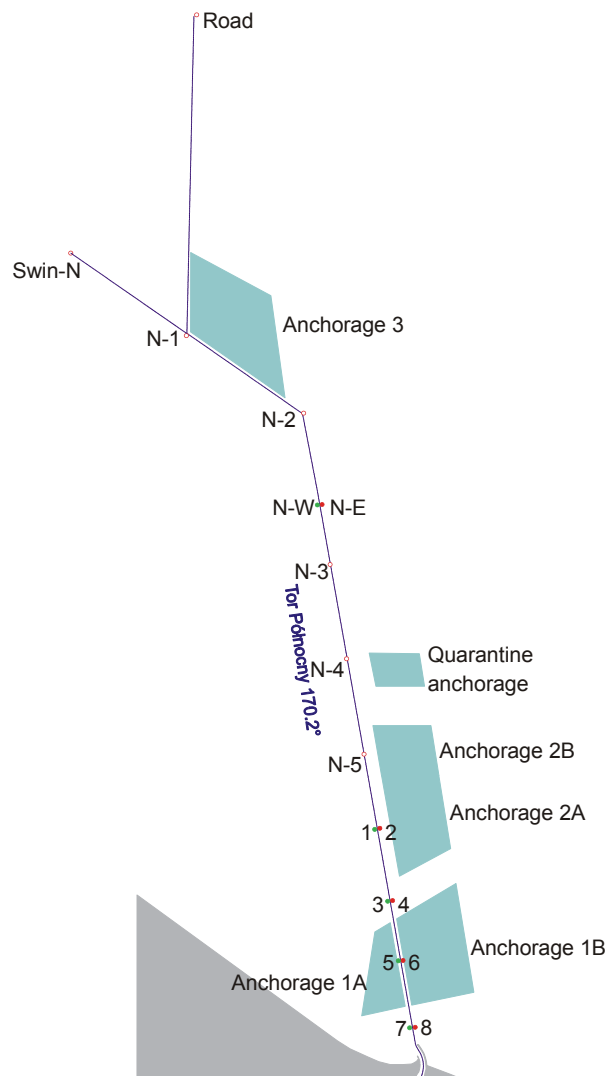 Road
Swin-N
Anchorage 3
N-1
N-2
N-W N-E
N-3
Tor Północny 170.2°
Quarantine
anchorage
N-4
Anchorage 2B
N-5
Anchorage 2A
1 2
3 4
Anchorage 1B
5 6
Anchorage 1A
7 8